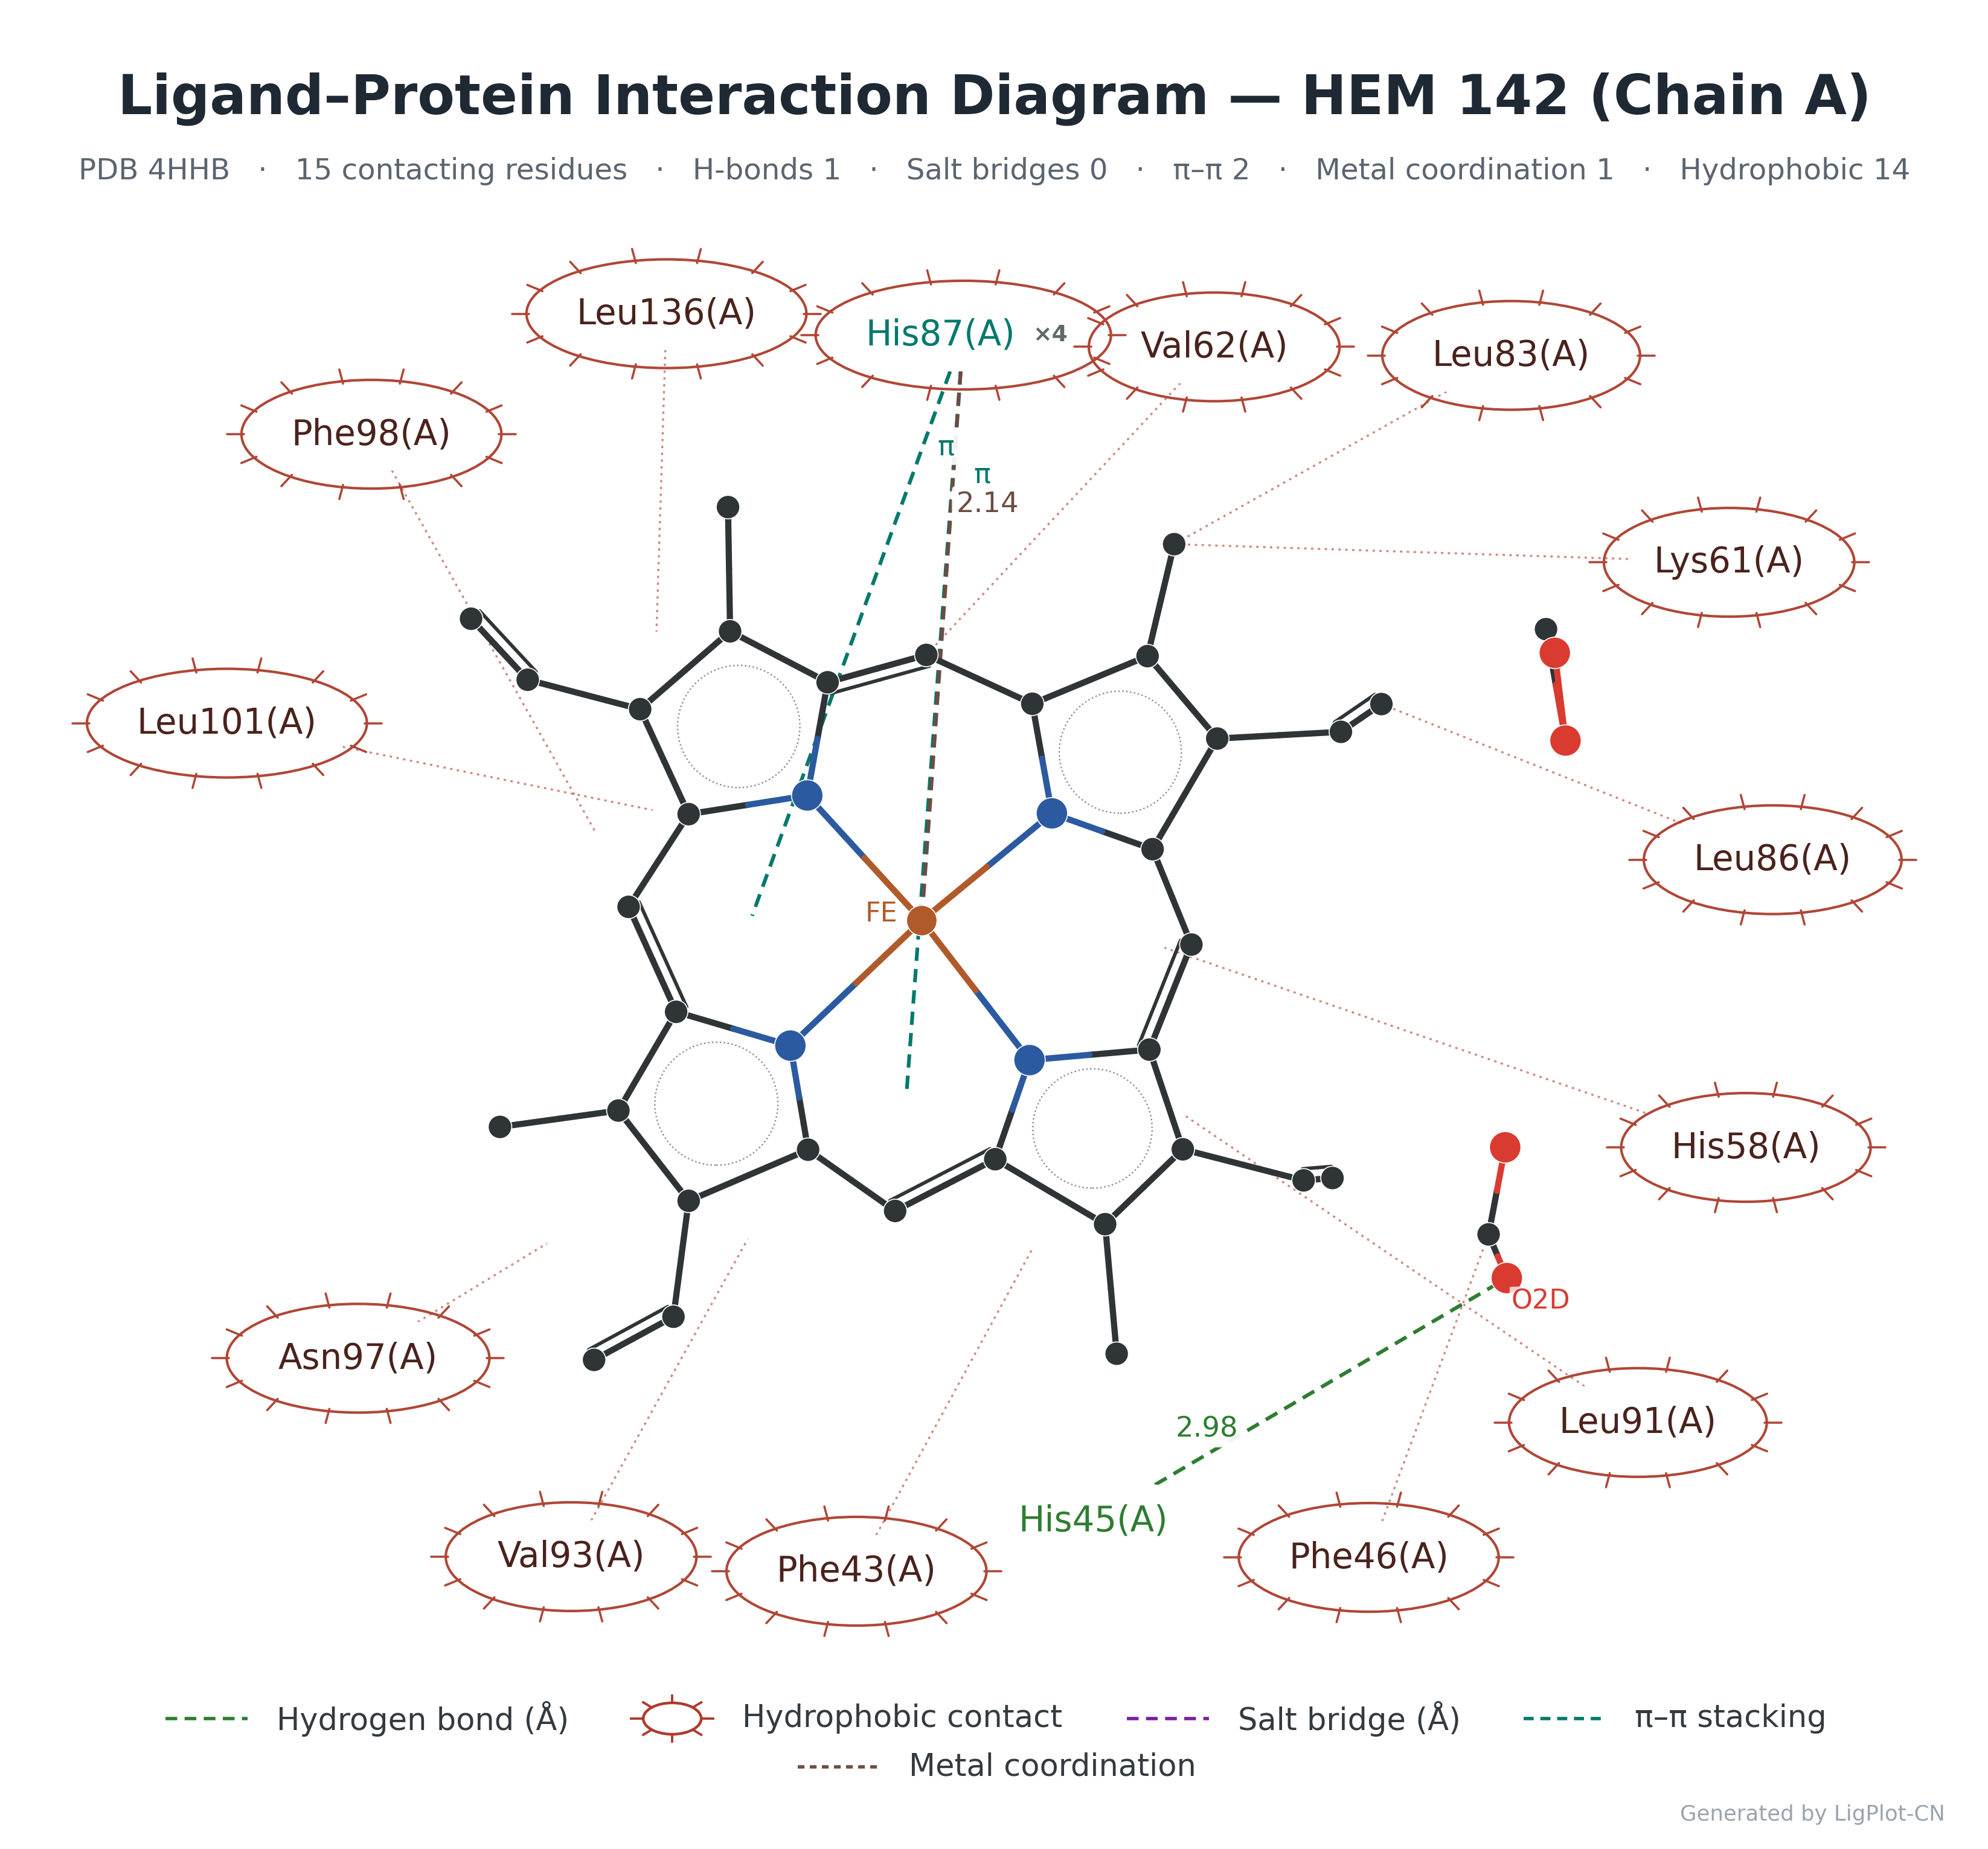 Ligand–Protein Interaction Diagram — HEM 142 (Chain A)
PDB 4HHB · 15 contacting residues · H-bonds 1 · Salt bridges 0 · π–π 2 · Metal coordination 1 · Hydrophobic 14
Leu136(A)
His87(A) ×4
Val62(A)
Leu83(A)
Phe98(A)
π
π
2.14
Lys61(A)
Leu101(A)
Leu86(A)
FE
His58(A)
O2D
Asn97(A)
Leu91(A)
2.98
His45(A)
Val93(A)
Phe43(A)
Phe46(A)
Hydrogen bond (Å)
Hydrophobic contact
Salt bridge (Å)
π–π stacking
Metal coordination
Generated by LigPlot-CN